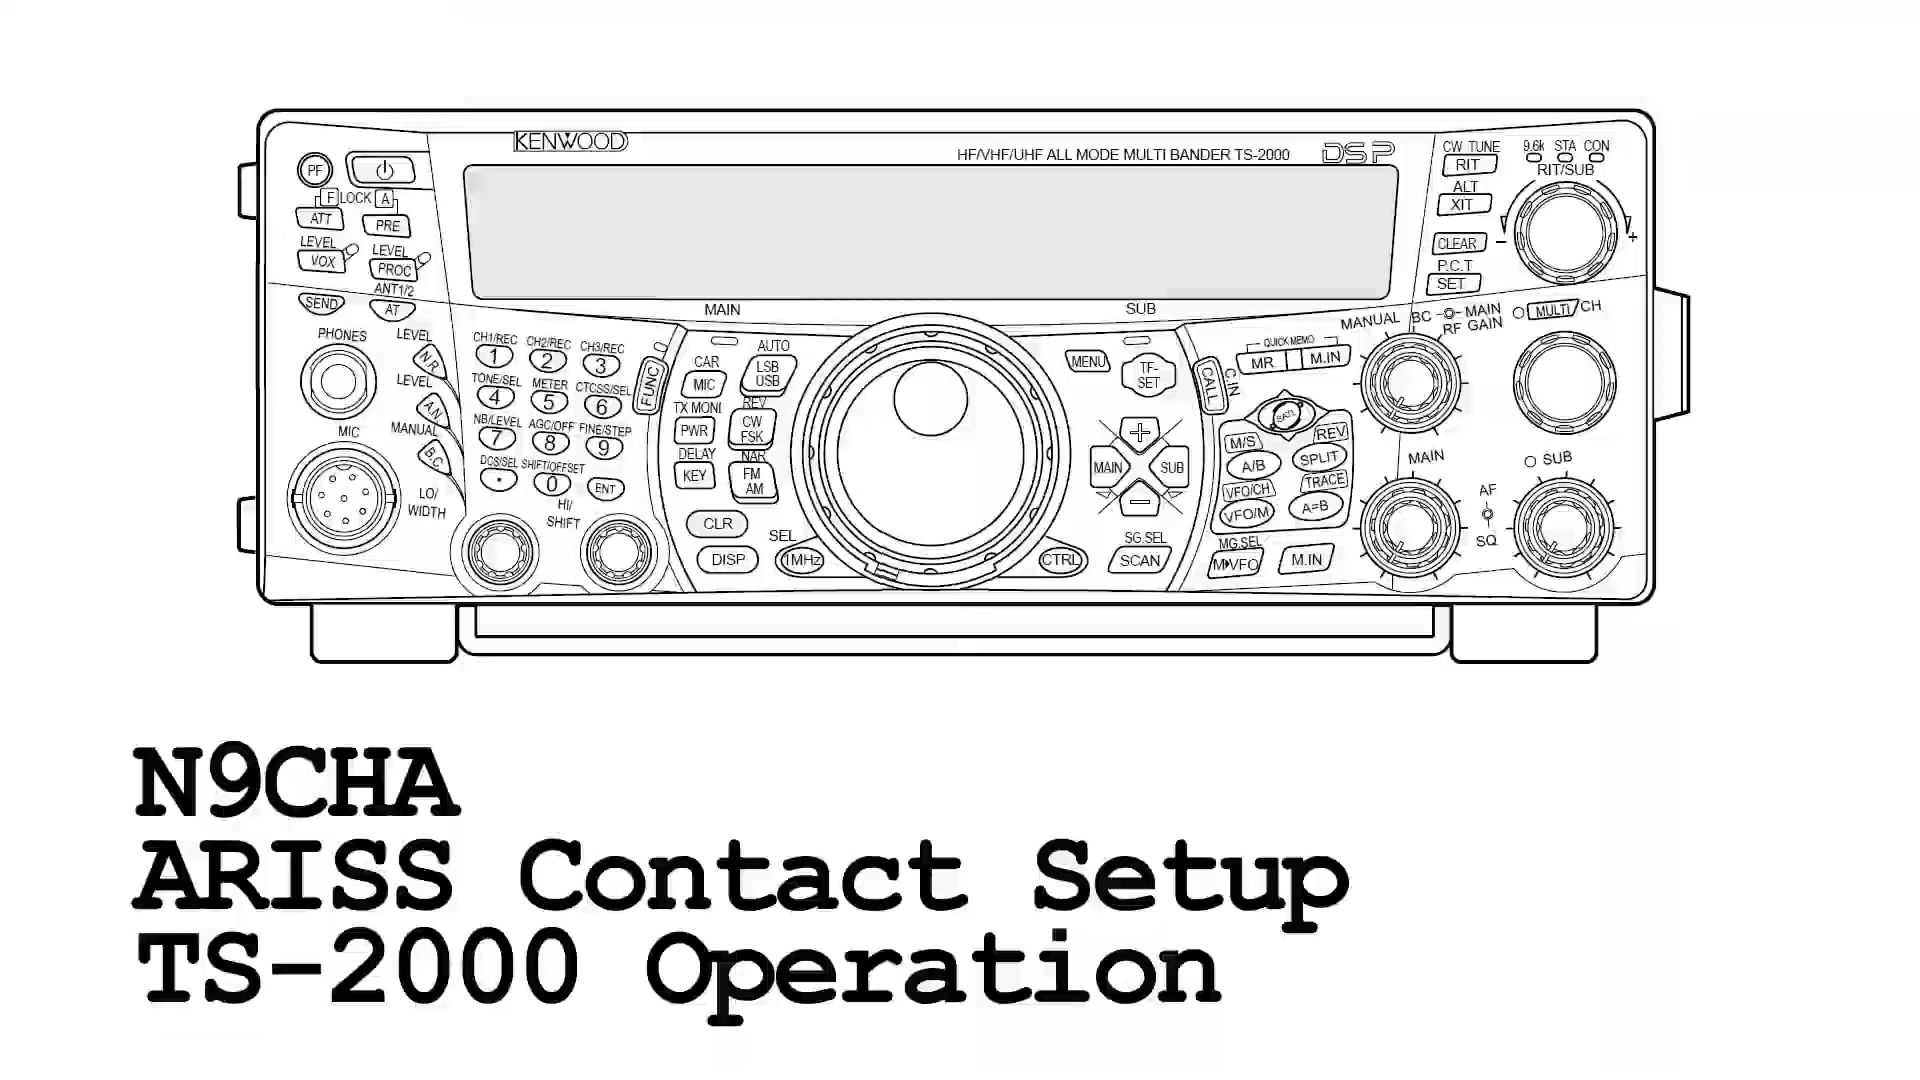 KENWOOD
HF/VHF/UHF ALL MODE MULTI BANDER TS-2000 DSP
PF
F LOCK A
ATT PRE
LEVEL LEVEL
VOX PROC
ANT1/2
SEND AT
PHONES LEVEL
N.R.
LEVEL
A.N.
MIC MANUAL
B.C.
LO/
WIDTH
HI/
SHIFT
CH1/REC CH2/REC CH3/REC
1 2 3
TONE/SEL METER CTCSS/SEL
4 5 6
NB/LEVEL AGC/OFF FINE/STEP
7 8 9
DCS/SEL SHIFT/OFFSET
. 0 ENT
FUNC
MAIN SUB
CAR AUTO
MIC LSB
USB
TX MONI REV
PWR CW
FSK
DELAY NAR
KEY FM
AM
CLR
SEL
DISP 1MHz
MENU TF-
SET
+
MAIN SUB
−
SG.SEL
CTRL SCAN
CALL C.IN
QUICK MEMO
MR M.IN
SAT
M/S REV
A/B SPLIT
VFO/CH TRACE
VFO/M A=B
MG.SEL
M▶VFO M.IN
CW TUNE
RIT
ALT
XIT
CLEAR
P.C.T
SET
9.6k STA CON
RIT/SUB
− +
MANUAL BC MAIN
RF GAIN
MULTI/CH
MAIN SUB
AF
SQ
N9CHA
ARISS Contact Setup
TS-2000 Operation